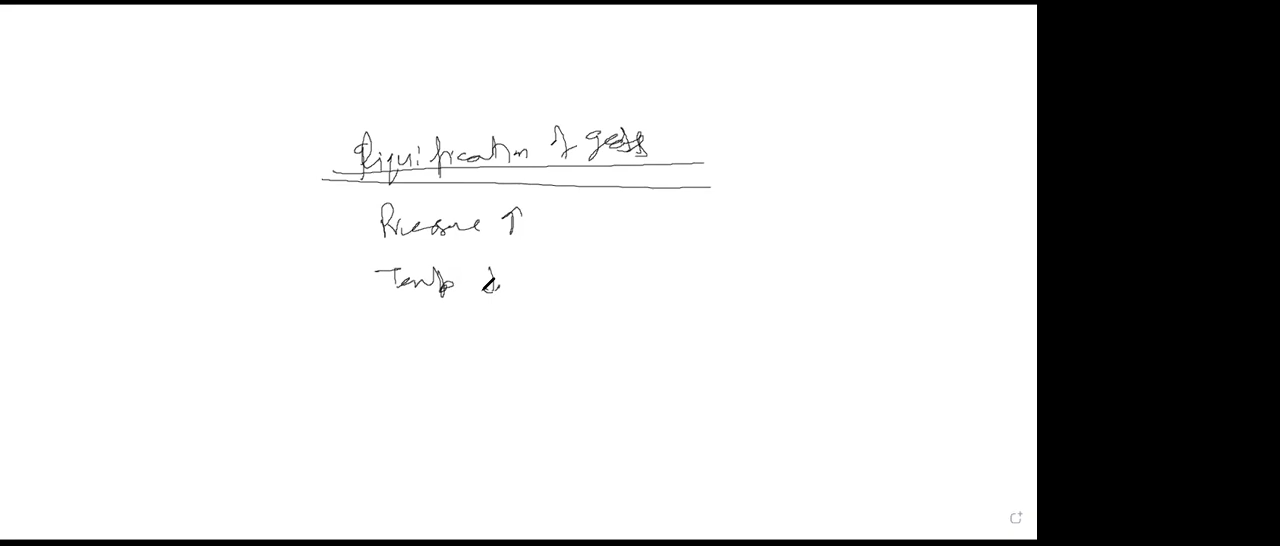 Liquification of gases
Pressure ↑
Temp ↓